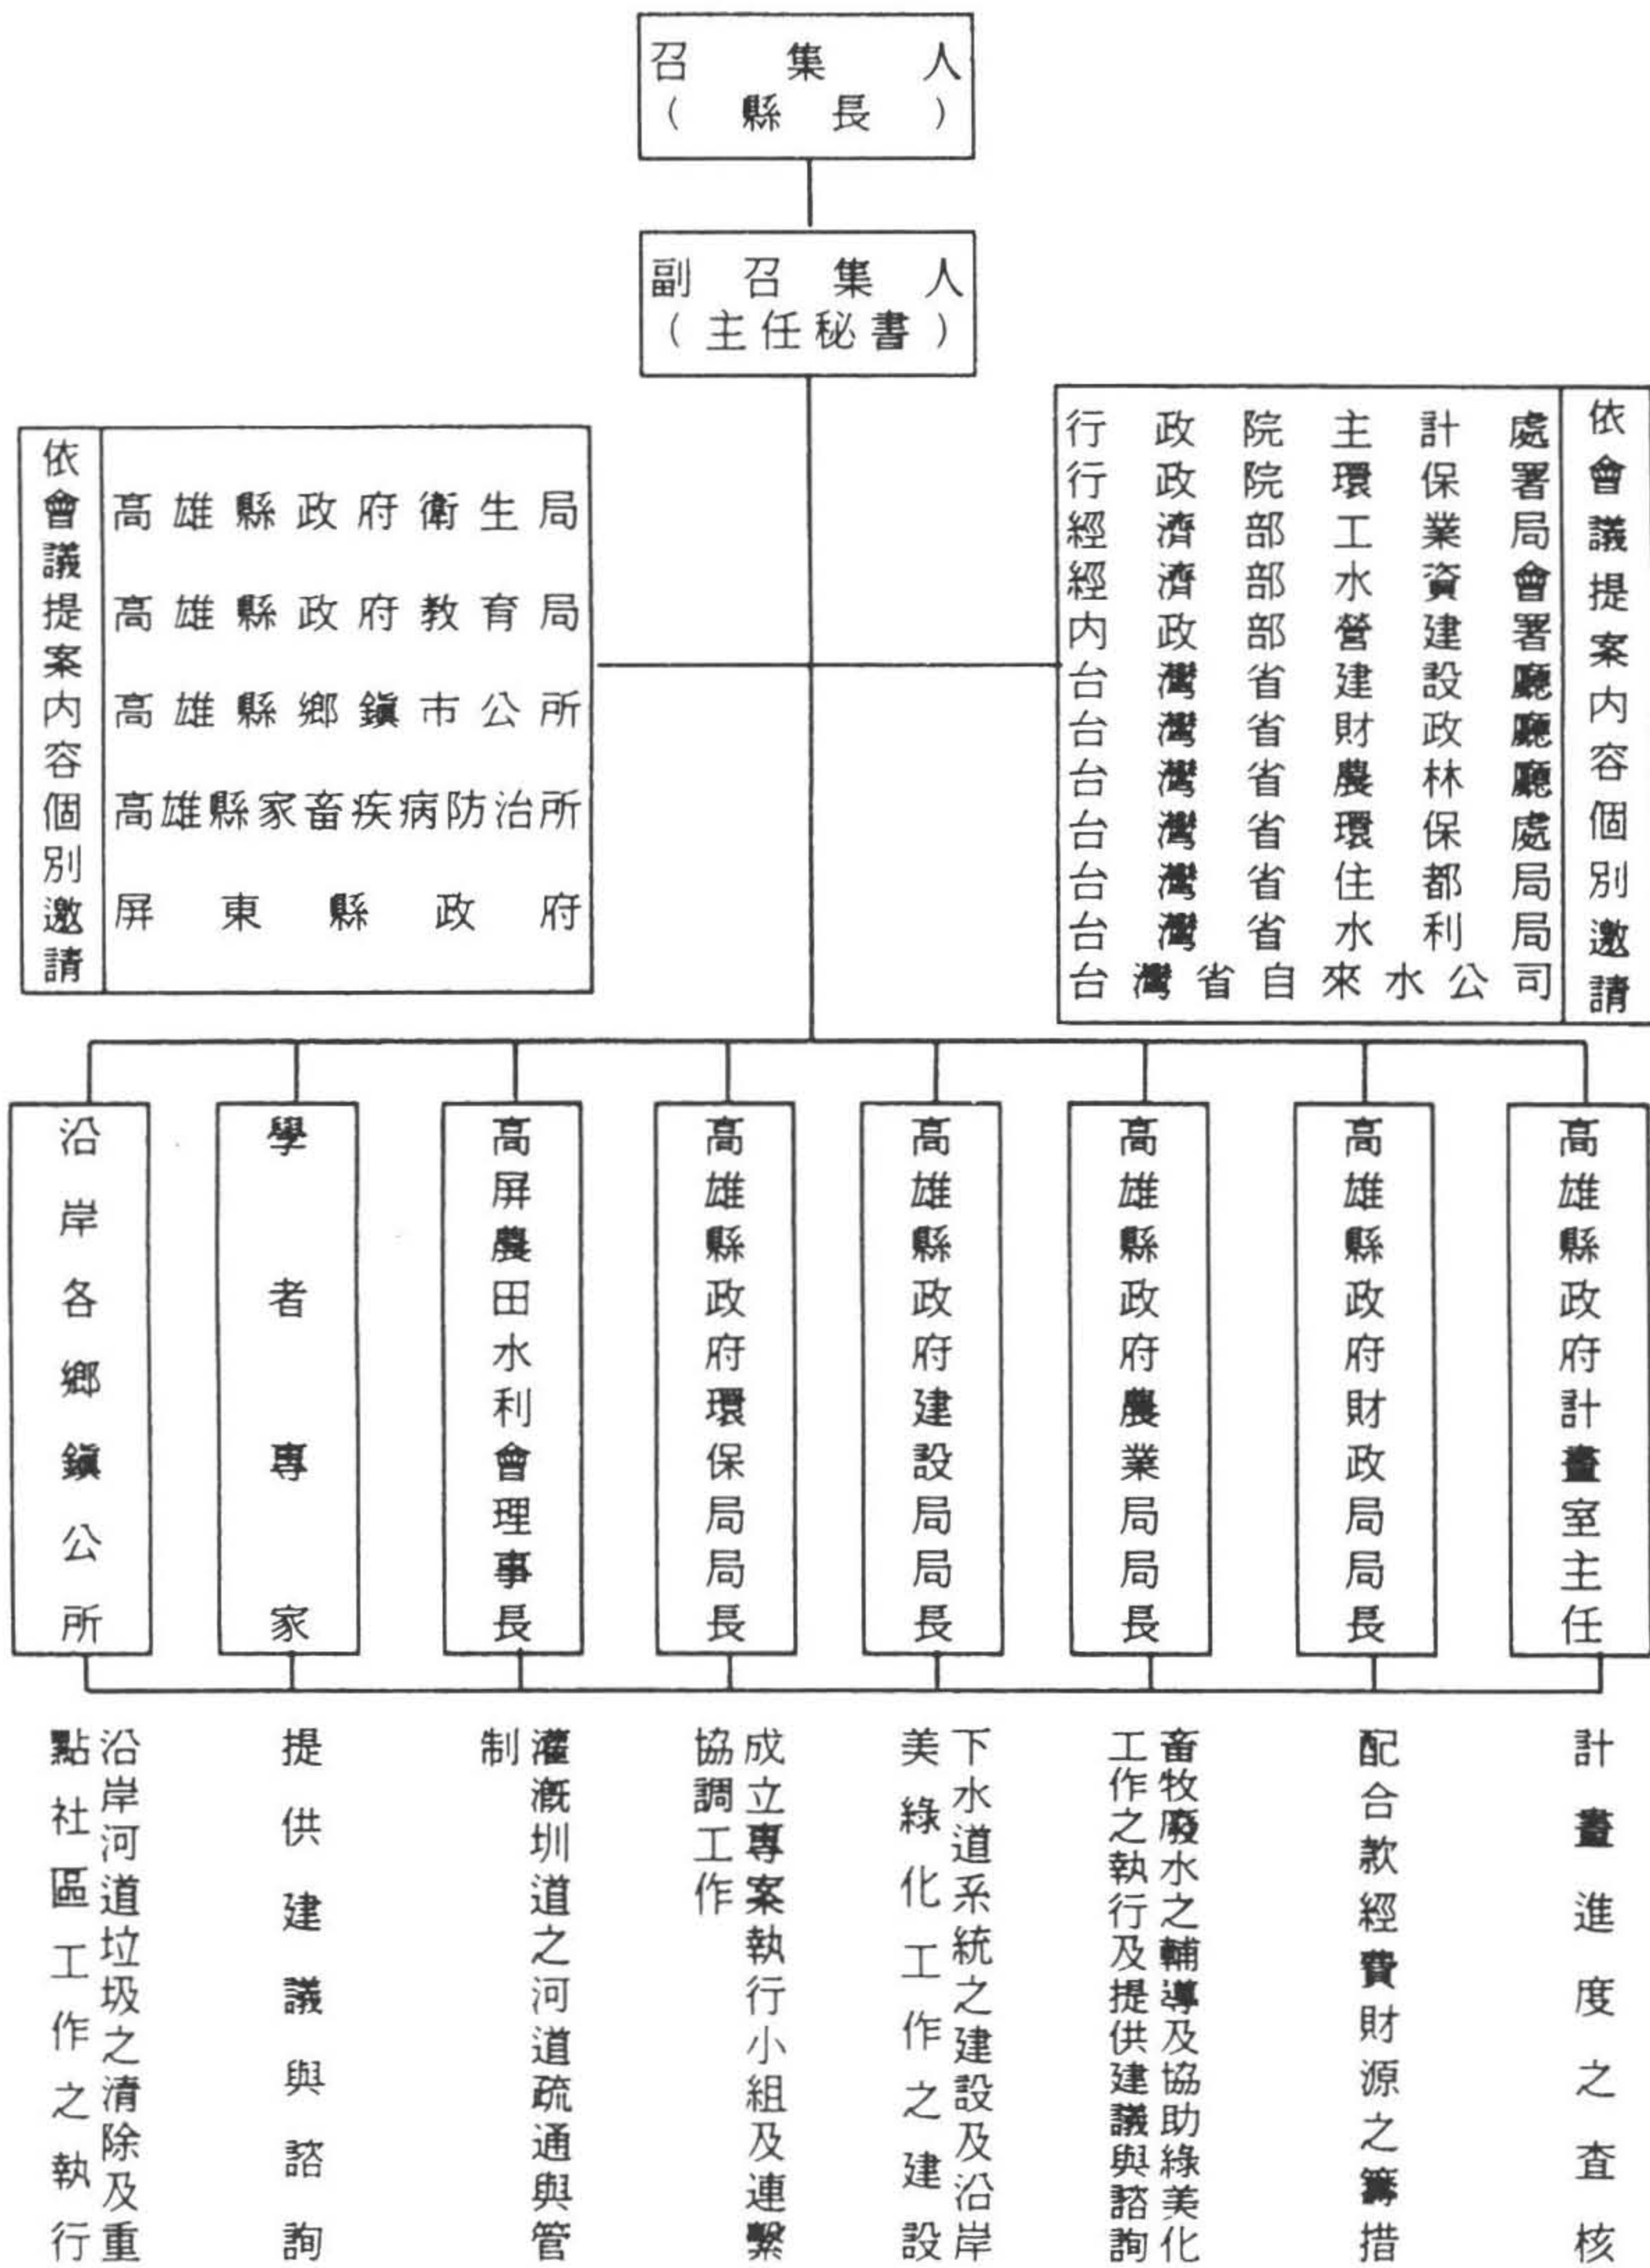 召集人
（縣長）
副召集人
（主任秘書）
依會議提案內容個別邀請
高雄縣政府衛生局
高雄縣政府教育局
高雄縣鄉鎮市公所
高雄縣家畜疾病防治所
屏東縣政府
行政院主計處
行政院環保署
經濟部工業局
經濟部水資會
內政部營建署
台灣省建設廳
台灣省財政廳
台灣省農林廳
台灣省環保處
台灣省住都局
台灣省水利局
台灣省自來水公司
依會議提案內容個別邀請
高雄縣政府計畫室主任
高雄縣政府財政局局長
高雄縣政府農業局局長
高雄縣政府建設局局長
高雄縣政府環保局局長
高屏農田水利會理事長
學者專家
沿岸各鄉鎮公所
計畫進度之查核
配合款經費財源之籌措
畜牧廢水之輔導及協助綠美化
工作之執行及提供建議與諮詢
下水道系統之建設及沿岸
美綠化工作之建設
成立專案執行小組及連繫
協調工作
灌溉圳道之河道疏通與管
制
提供建議與諮詢
沿岸河道垃圾之清除及重
點社區工作之執行